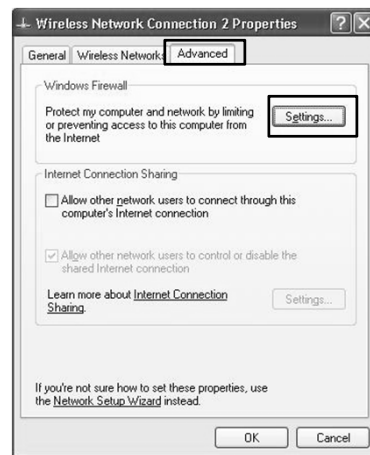 Wireless Network Connection 2 Properties
General
Wireless Networks
Advanced
Windows Firewall
Protect my computer and network by limiting
or preventing access to this computer from
the Internet
Settings...
Internet Connection Sharing
Allow other network users to connect through this
computer's Internet connection
Allow other network users to control or disable the
shared Internet connection
Learn more about Internet Connection
Sharing.
Settings...
If you're not sure how to set these properties, use
the Network Setup Wizard instead.
OK
Cancel